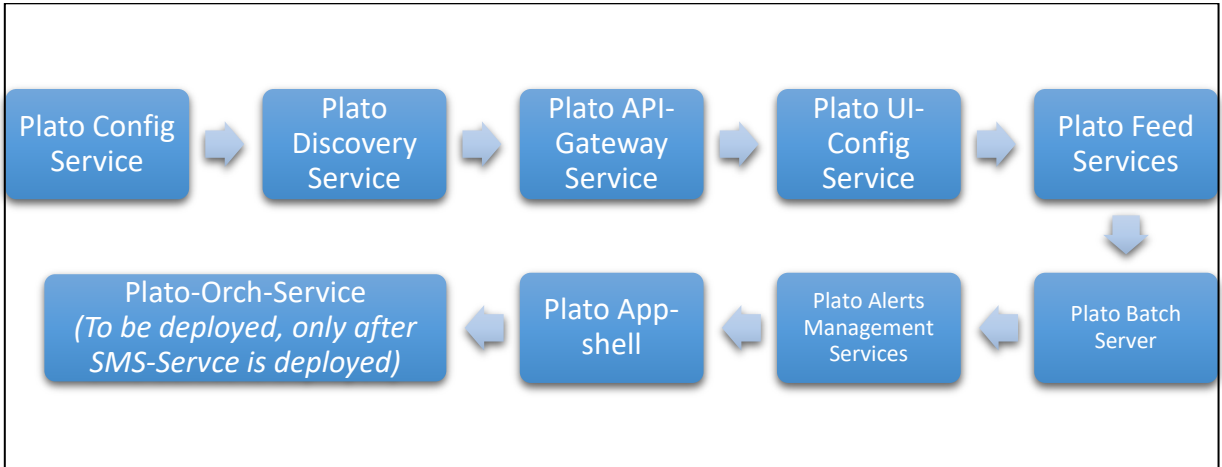 Plato Config
Service
Plato
Discovery
Service
Plato API-
Gateway
Service
Plato UI-
Config
Service
Plato Feed
Services
Plato Batch
Server
Plato Alerts
Management
Services
Plato App-
shell
Plato-Orch-Service
(To be deployed, only after
SMS-Servce is deployed)